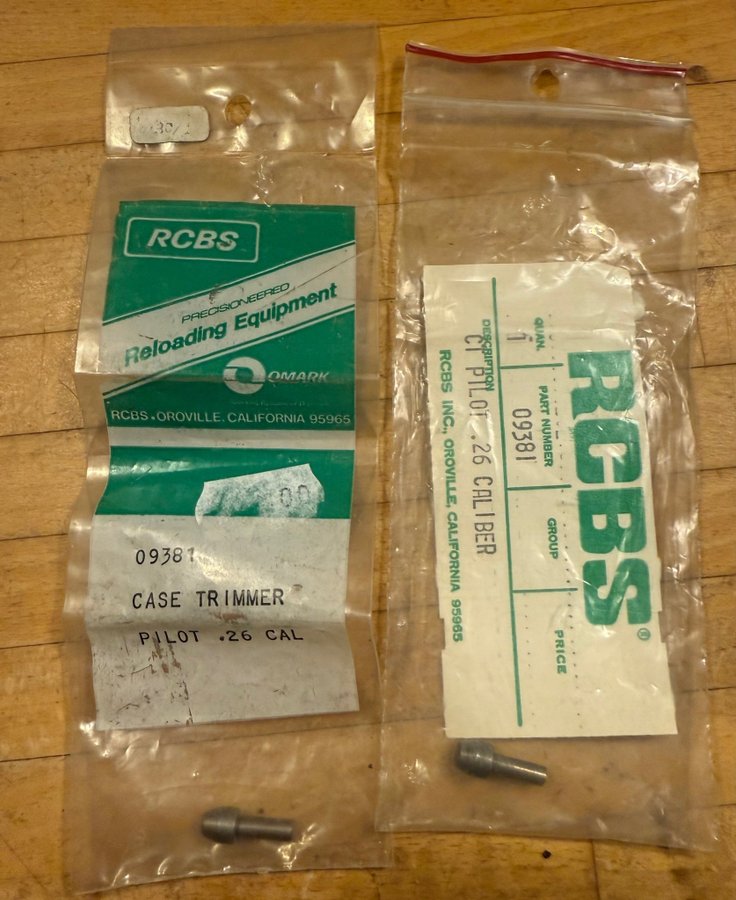 RCBS
PRECISIONEERED
Reloading Equipment
OMARK
RCBS • OROVILLE, CALIFORNIA 95965
00
09381
CASE TRIMMER
PILOT .26 CAL
RCBS®
QUAN. PART NUMBER GROUP PRICE
1 09381
DESCRIPTION
CT PILOT .26 CALIBER
RCBS INC., OROVILLE, CALIFORNIA 95965